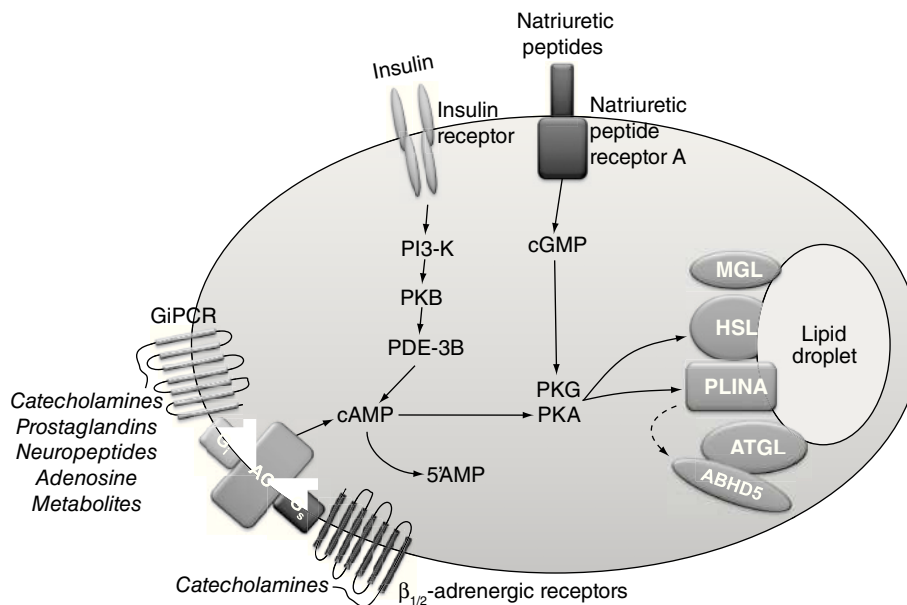 Natriuretic
peptides
Insulin
Insulin
receptor
Natriuretic
peptide
receptor A
PI3-K
cGMP
MGL
PKB
GiPCR
HSL
Lipid
droplet
PDE-3B
PKG
PKA
PLINA
Catecholamines
Prostaglandins
Neuropeptides
Adenosine
Metabolites
cAMP
ATGL
ABHD5
5'AMP
Catecholamines
β1/2-adrenergic receptors